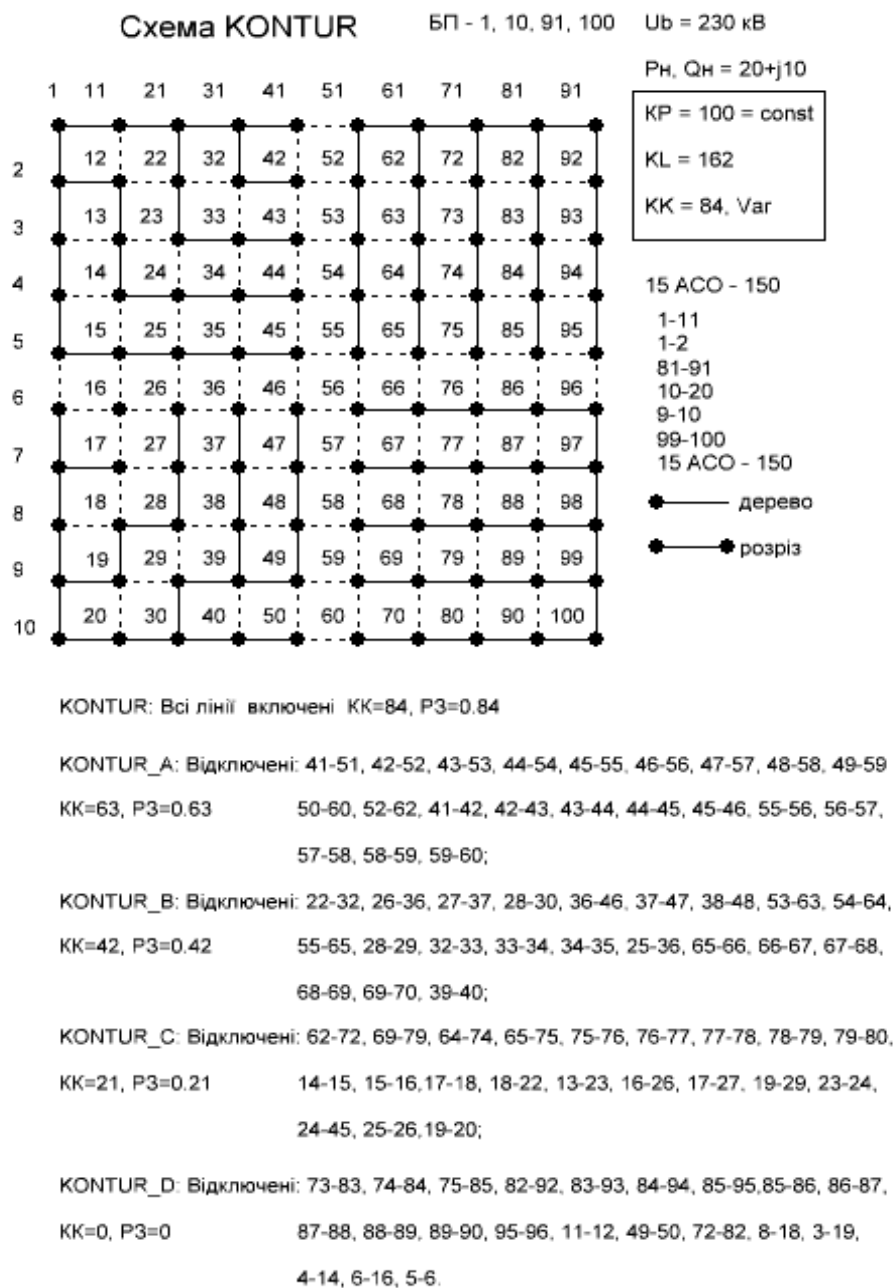 Схема KONTUR
БП - 1, 10, 91, 100
Ub = 230 кВ
Рн, Qн = 20+j10
1 11 21 31 41 51 61 71 81 91
КР = 100 = const
2 12 22 32 42 52 62 72 82 92
KL = 162
КК = 84, Var
3 13 23 33 43 53 63 73 83 93
4 14 24 34 44 54 64 74 84 94
15 АСО - 150
1-11
5 15 25 35 45 55 65 75 85 95
1-2
81-91
6 16 26 36 46 56 66 76 86 96
10-20
9-10
7 17 27 37 47 57 67 77 87 97
99-100
15 АСО - 150
8 18 28 38 48 58 68 78 88 98
дерево
9 19 29 39 49 59 69 79 89 99
розріз
10 20 30 40 50 60 70 80 90 100
KONTUR: Всі лінії включені КК=84, РЗ=0.84
KONTUR_A: Відключені: 41-51, 42-52, 43-53, 44-54, 45-55, 46-56, 47-57, 48-58, 49-59
КК=63, РЗ=0.63 50-60, 52-62, 41-42, 42-43, 43-44, 44-45, 45-46, 55-56, 56-57,
57-58, 58-59, 59-60;
KONTUR_B: Відключені: 22-32, 26-36, 27-37, 28-30, 36-46, 37-47, 38-48, 53-63, 54-64,
КК=42, РЗ=0.42 55-65, 28-29, 32-33, 33-34, 34-35, 25-36, 65-66, 66-67, 67-68,
68-69, 69-70, 39-40;
KONTUR_C: Відключені: 62-72, 69-79, 64-74, 65-75, 75-76, 76-77, 77-78, 78-79, 79-80,
КК=21, РЗ=0.21 14-15, 15-16,17-18, 18-22, 13-23, 16-26, 17-27, 19-29, 23-24,
24-45, 25-26,19-20;
KONTUR_D: Відключені: 73-83, 74-84, 75-85, 82-92, 83-93, 84-94, 85-95,85-86, 86-87,
КК=0, РЗ=0 87-88, 88-89, 89-90, 95-96, 11-12, 49-50, 72-82, 8-18, 3-19,
4-14, 6-16, 5-6.